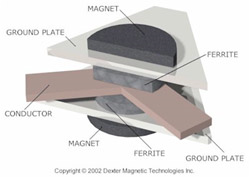 MAGNET
GROUND PLATE
FERRITE
CONDUCTOR
MAGNET
FERRITE
GROUND PLATE
Copyright © 2002 Dexter Magnetic Technologies Inc.